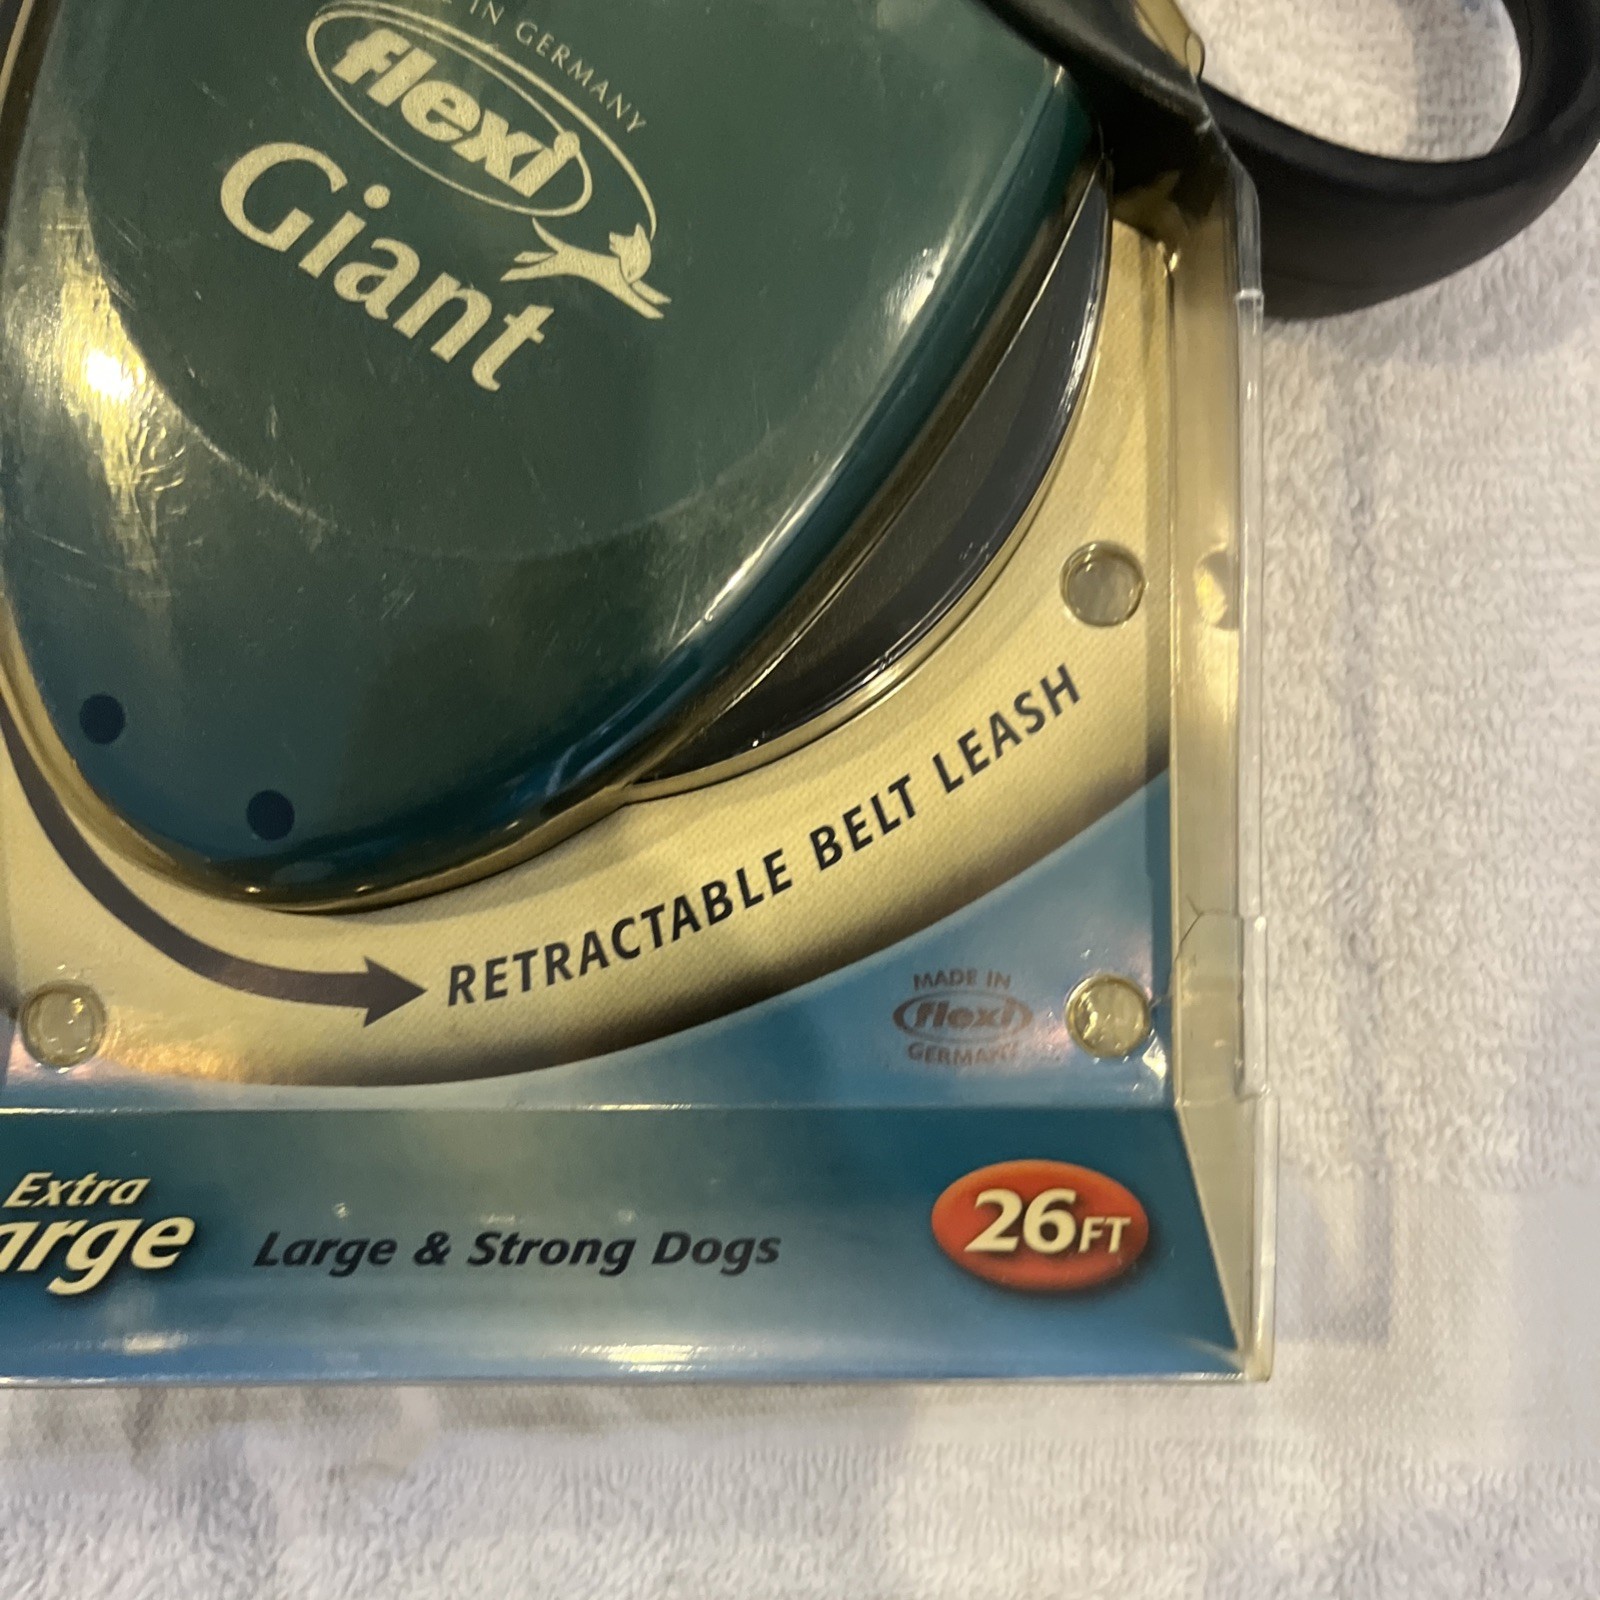 IN GERMANY
flexi
Giant
RETRACTABLE BELT LEASH
MADE IN
flexi
GERMANY
Extra
arge
Large & Strong Dogs
26FT